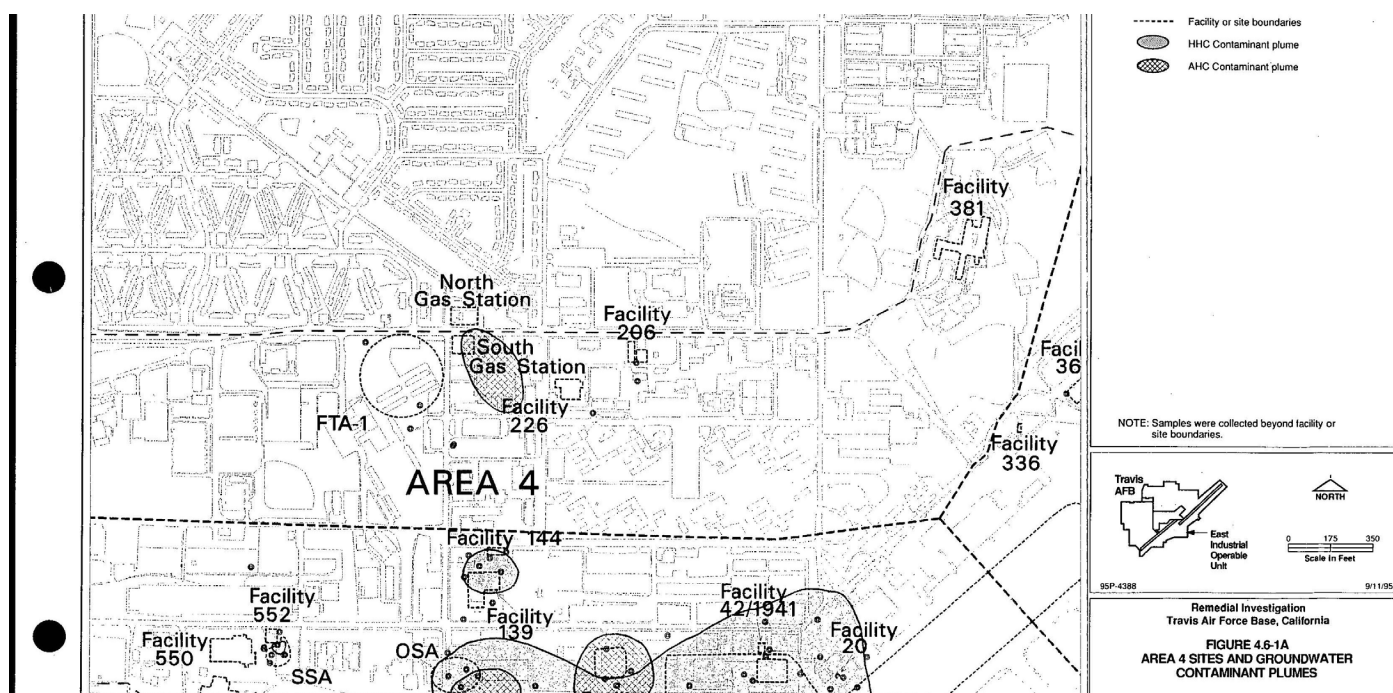 Facility or site boundaries
HHC Contaminant plume
AHC Contaminant plume
Facility
381
North
Gas Station
Facility
206
South
Gas Station
Facil
36
Facility
226
FTA-1
Facility
336
AREA 4
NOTE: Samples were collected beyond facility or
site boundaries.
Travis
AFB
NORTH
East
Industrial
Operable
Unit
0 175 350
Scale in Feet
95P-4388
9/11/95
Facility 144
Facility
552
Facility
139
Facility
42/1941
Facility
20
Facility
550
OSA
SSA
Remedial Investigation
Travis Air Force Base, California
FIGURE 4.6-1A
AREA 4 SITES AND GROUNDWATER
CONTAMINANT PLUMES